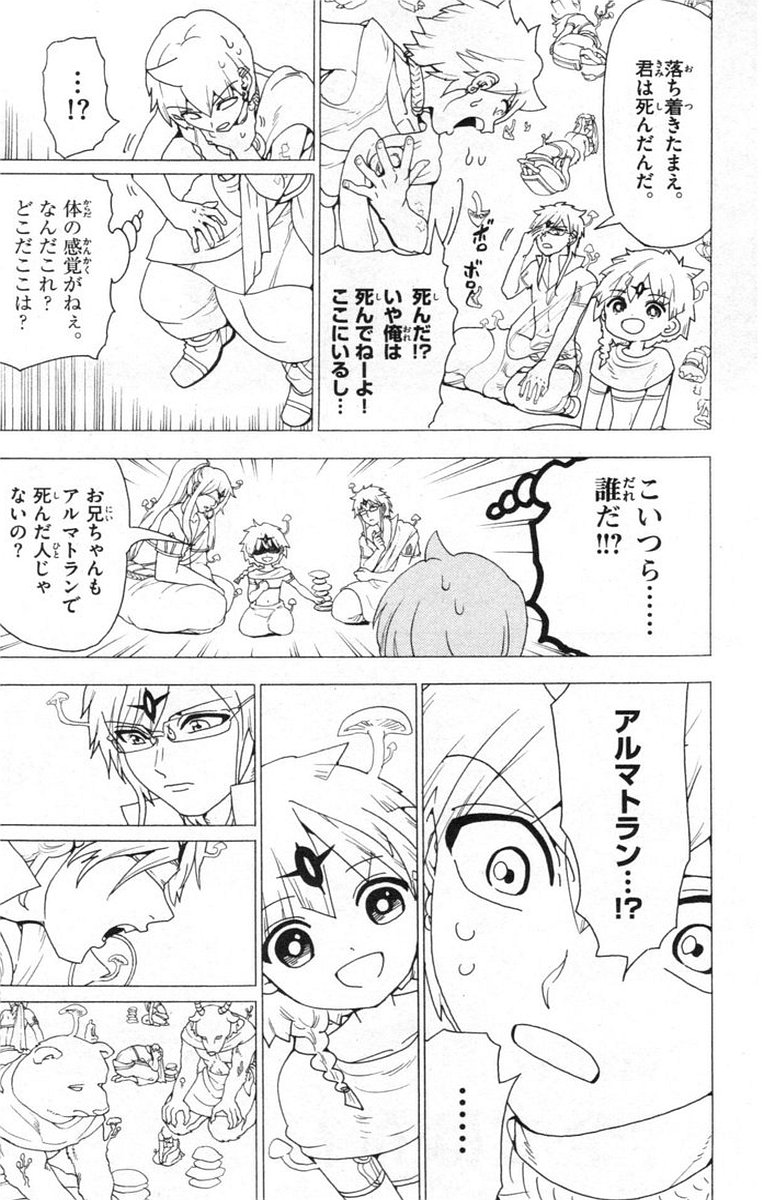 落ち着きたまえ。
君は死んだんだ。
ボロ
ボロ
死んだ!?
いや俺は
死んでねーよ！
ここにいるし…
…!?
体の感覚がねぇ。
なんだこれ？
どこだここは？
こいつら……
誰だ!!?
お兄ちゃんも
アルマトランで
死んだ人じゃ
ないの？
アルマトラン…!?
……